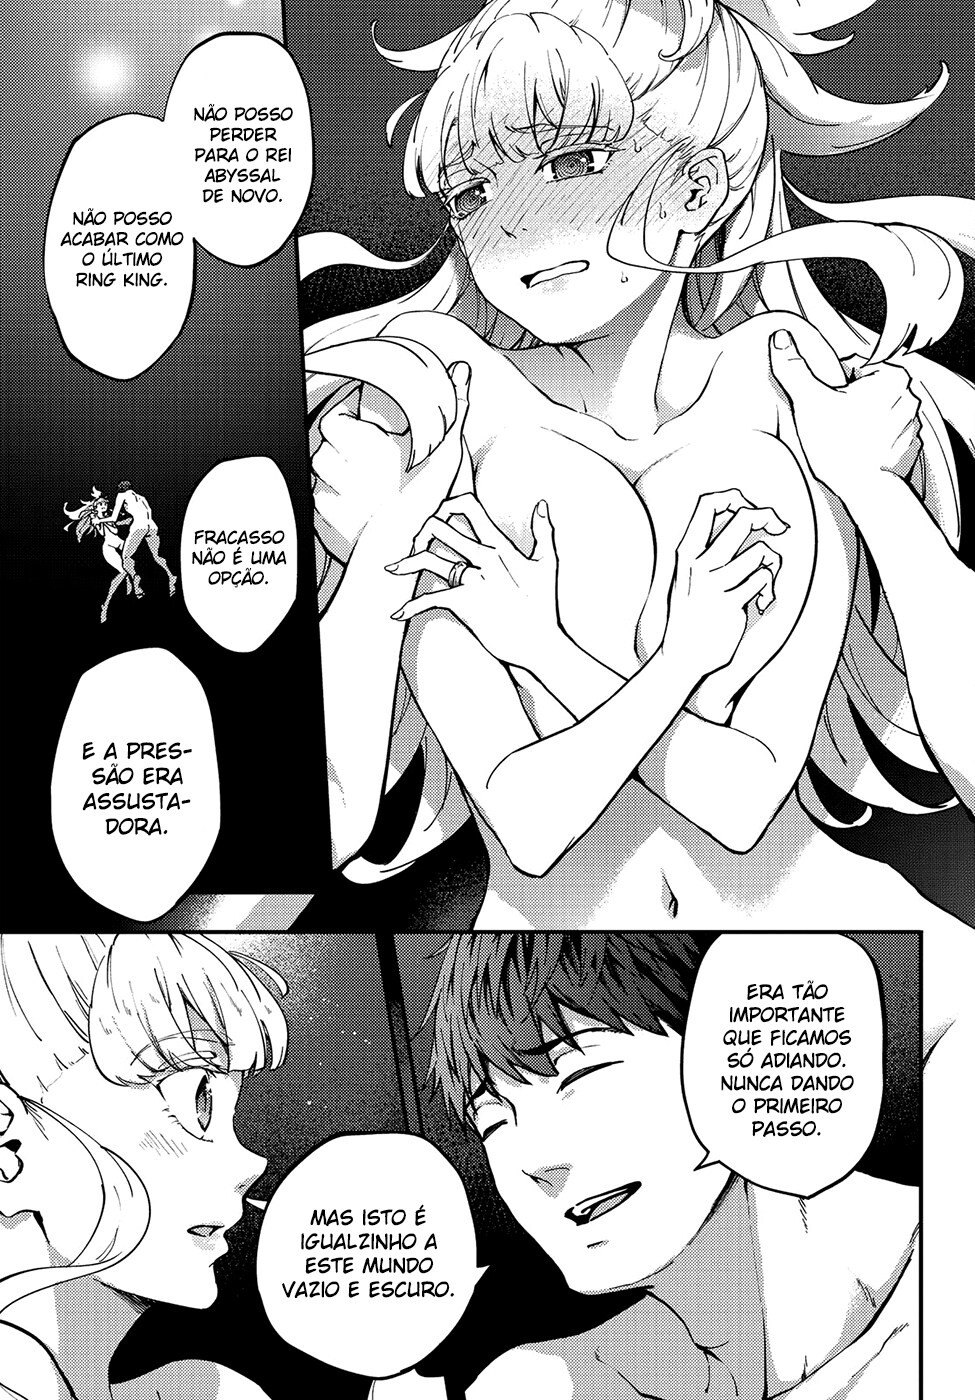 NÃO POSSO
PERDER
PARA O REI
ABYSSAL
DE NOVO.
NÃO POSSO
ACABAR COMO
O ÚLTIMO
RING KING.
FRACASSO
NÃO É UMA
OPÇÃO.
E A PRES-
SÃO ERA
ASSUSTA-
DORA.
ERA TÃO
IMPORTANTE
QUE FICAMOS
SÓ ADIANDO.
NUNCA DANDO
O PRIMEIRO
PASSO.
MAS ISTO É
IGUALZINHO A
ESTE MUNDO
VAZIO E ESCURO.